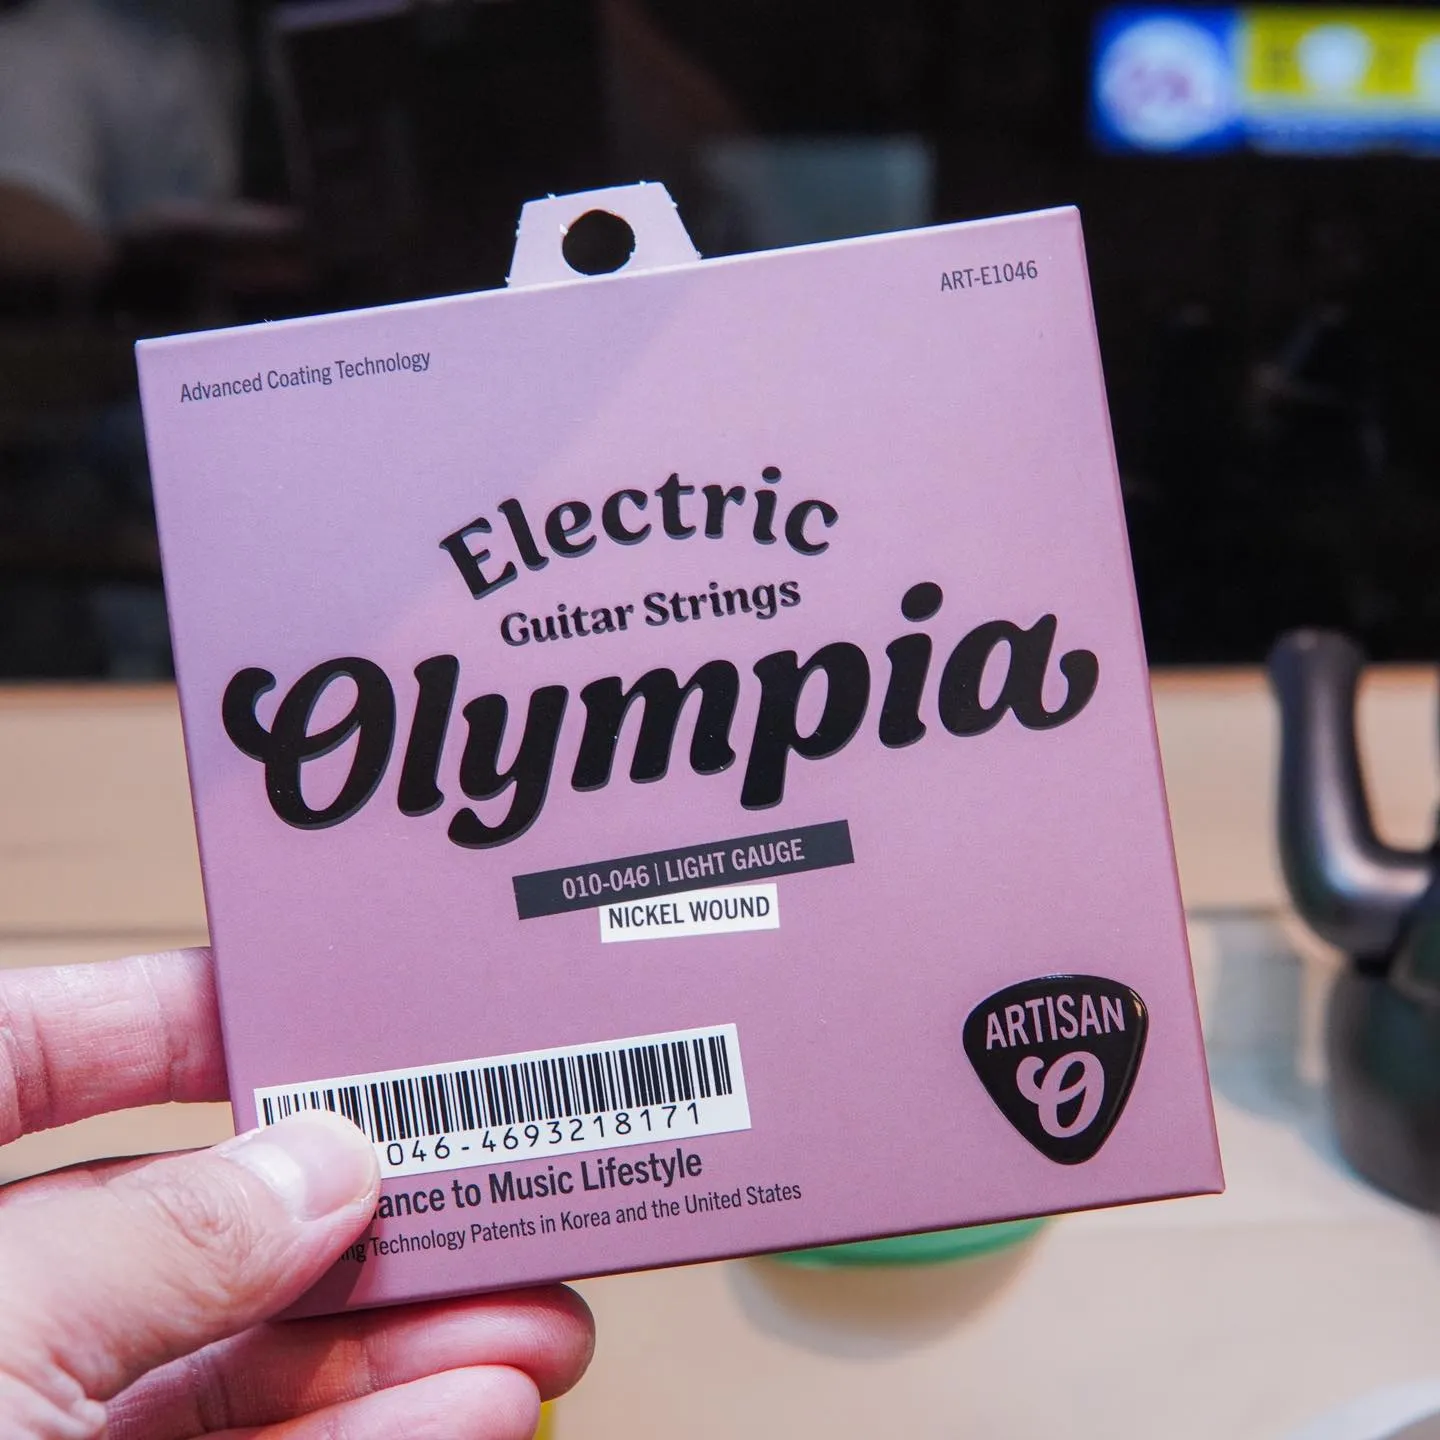 ART-E1046
Advanced Coating Technology
Electric
Guitar Strings
Olympia
010-046 | LIGHT GAUGE
NICKEL WOUND
ARTISAN
O
046-4693218171
to Music Lifestyle
Technology Patents in Korea and the United States